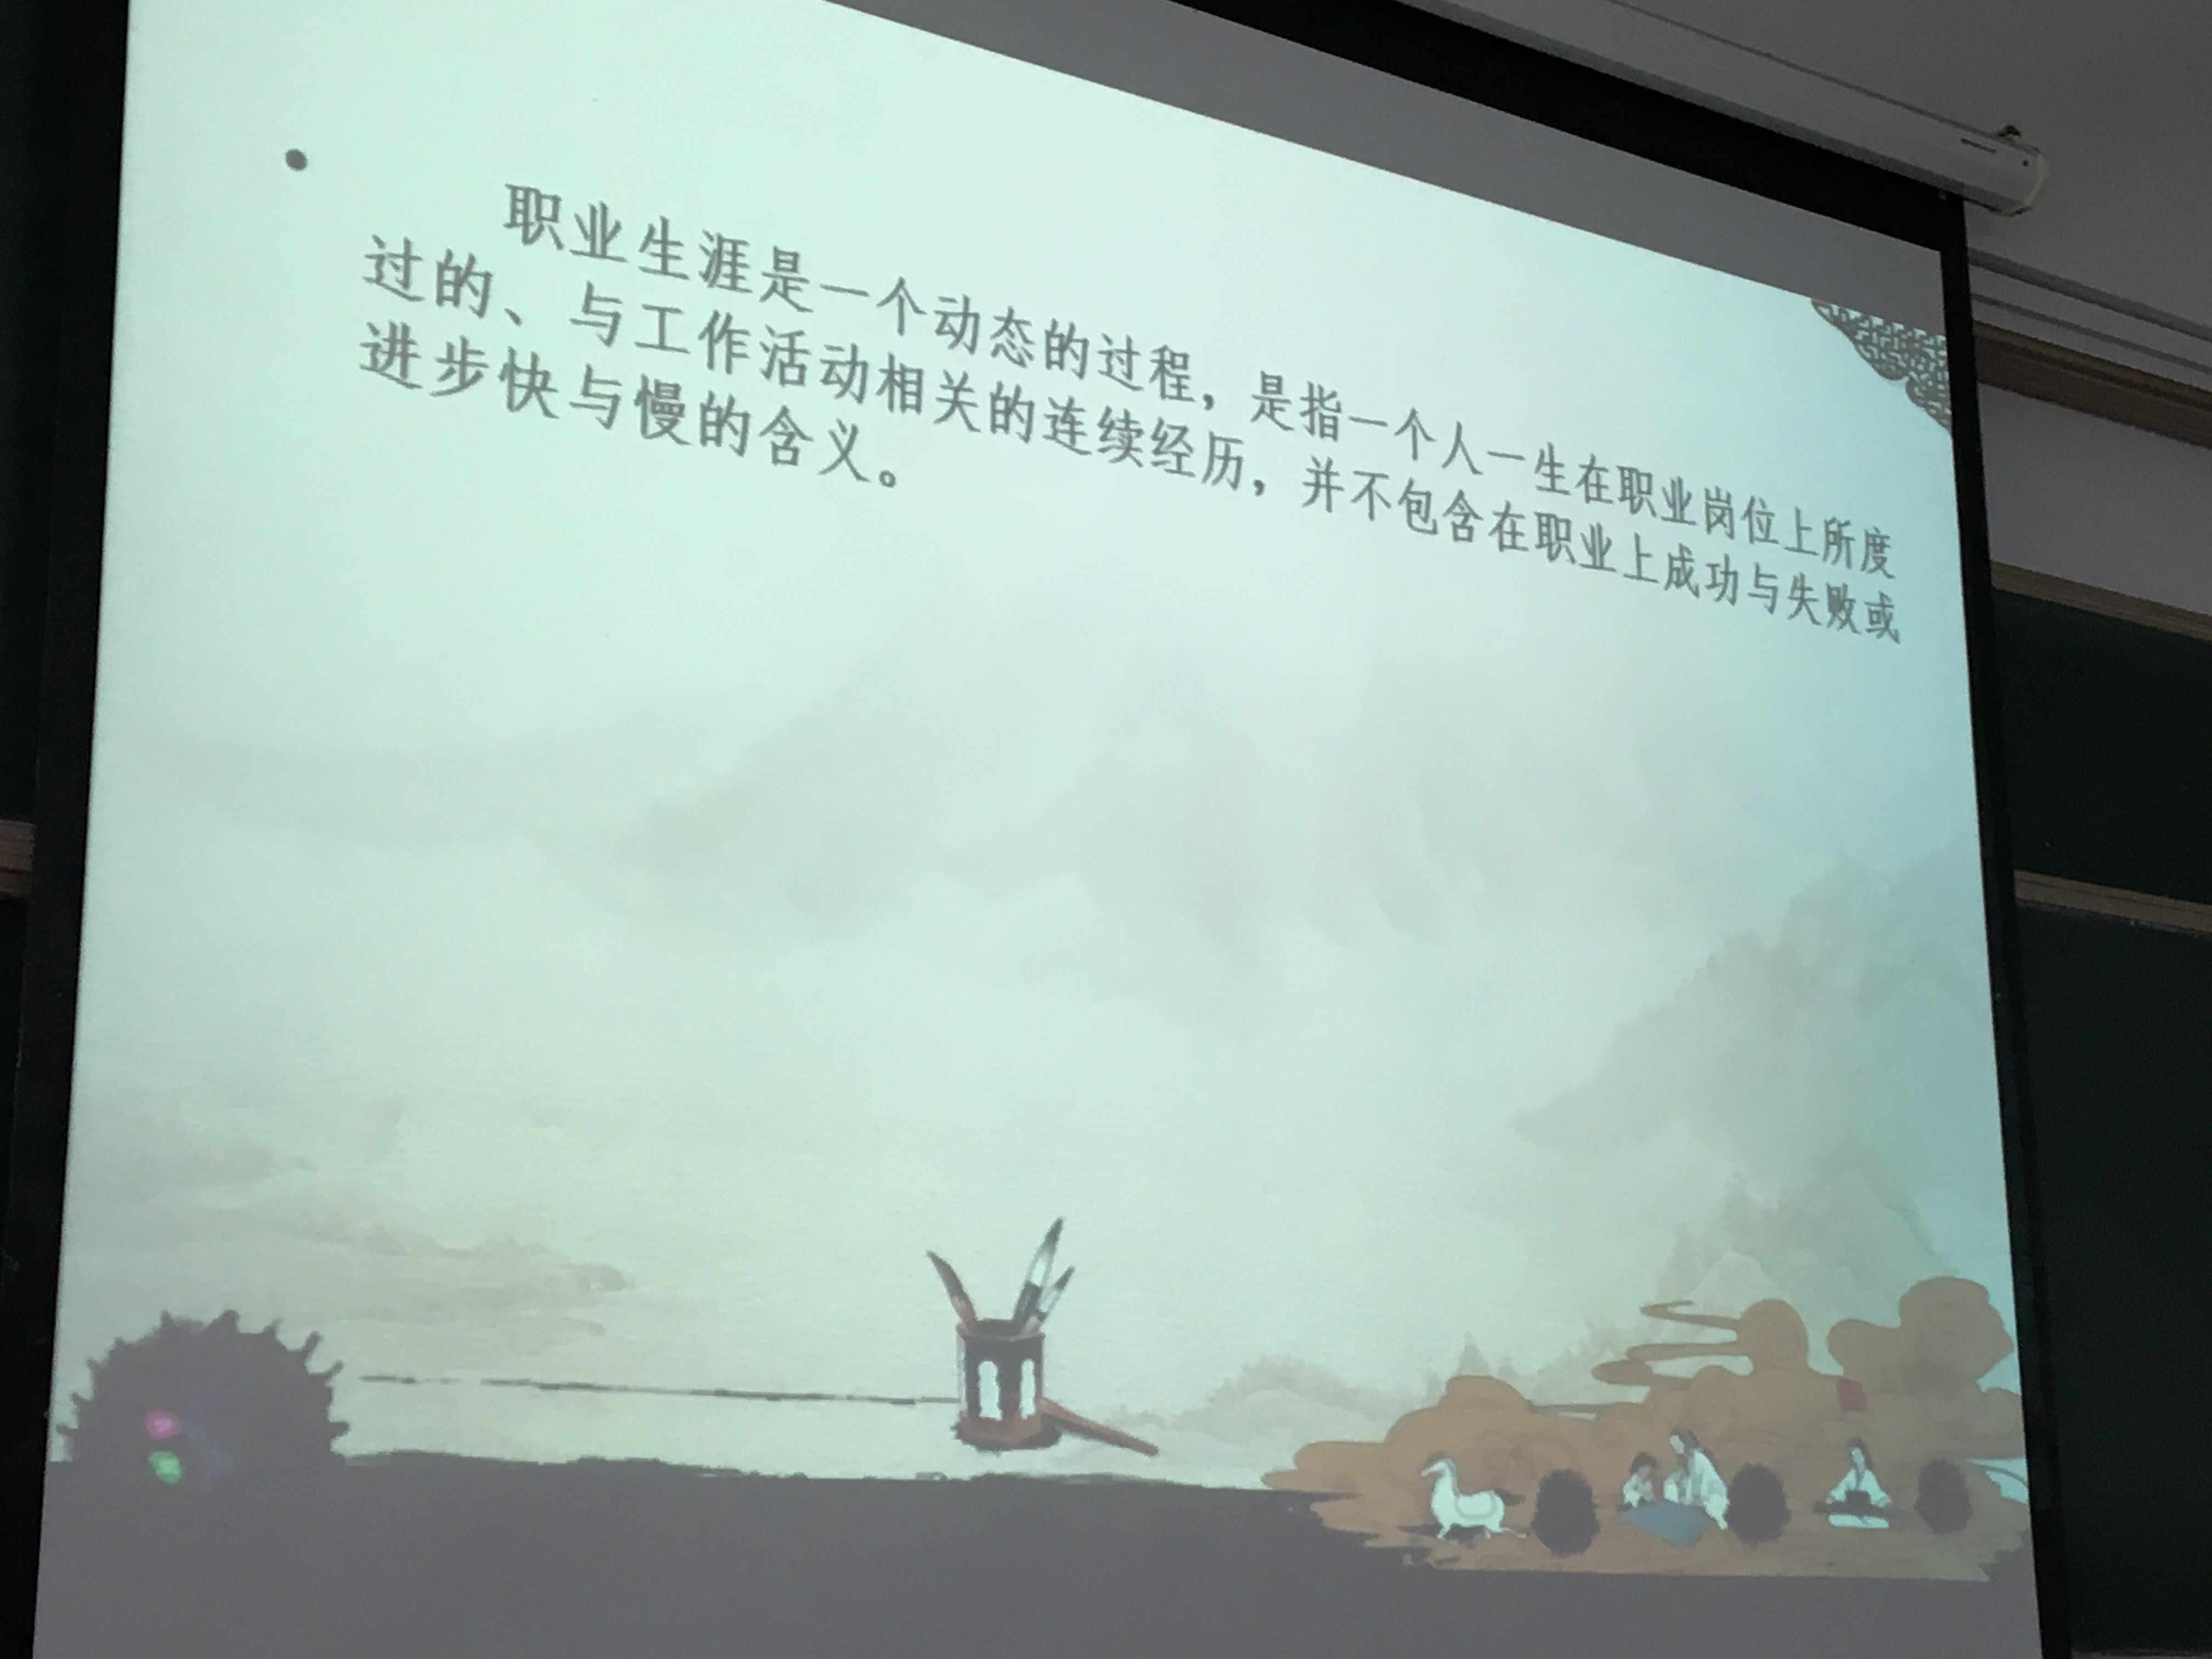 • 职业生涯是一个动态的过程，是指一个人一生在职业岗位上所度
过的、与工作活动相关的连续经历，并不包含在职业上成功与失败或
进步快与慢的含义。